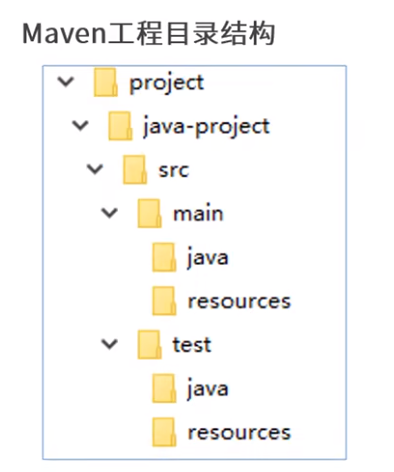 Maven工程目录结构
project
java-project
src
main
java
resources
test
java
resources